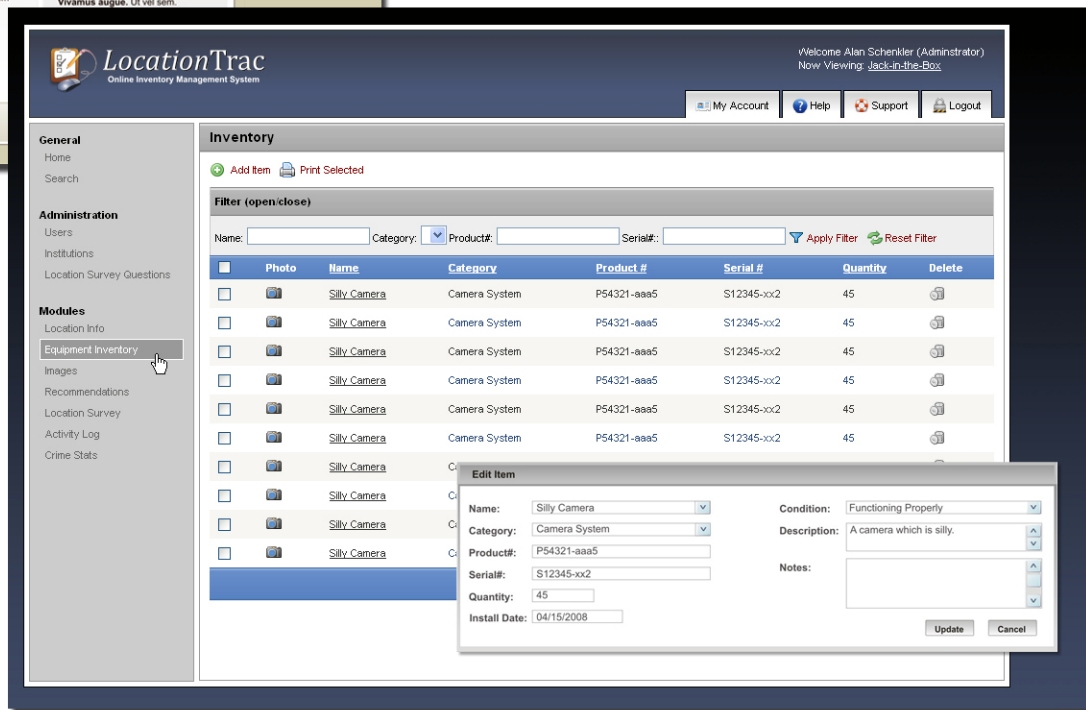 Vivamus augue. Ut vel sem.
LocationTrac
Online Inventory Management System
Welcome Alan Schenkler (Adminstrator)
Now Viewing: Jack-in-the-Box
My Account Help Support Logout
General
Home
Search
Administration
Users
Institutions
Location Survey Questions
Modules
Location Info
Equipment Inventory
Images
Recommendations
Location Survey
Activity Log
Crime Stats
Inventory
Add Item Print Selected
Filter (open/close)
Name: Category: Product#: Serial#:: Apply Filter Reset Filter
Photo Name Category Product # Serial # Quantity Delete
Silly Camera Camera System P54321-aaa5 S12345-xx2 45
Silly Camera Camera System P54321-aaa5 S12345-xx2 45
Silly Camera Camera System P54321-aaa5 S12345-xx2 45
Silly Camera Camera System P54321-aaa5 S12345-xx2 45
Silly Camera Camera System P54321-aaa5 S12345-xx2 45
Silly Camera Camera System P54321-aaa5 S12345-xx2 45
Silly Camera
Silly Camera
Silly Camera
Silly Camera
Edit Item
Name: Silly Camera
Category: Camera System
Product#: P54321-aaa5
Serial#: S12345-xx2
Quantity: 45
Install Date: 04/15/2008
Condition: Functioning Properly
Description: A camera which is silly.
Notes:
Update Cancel